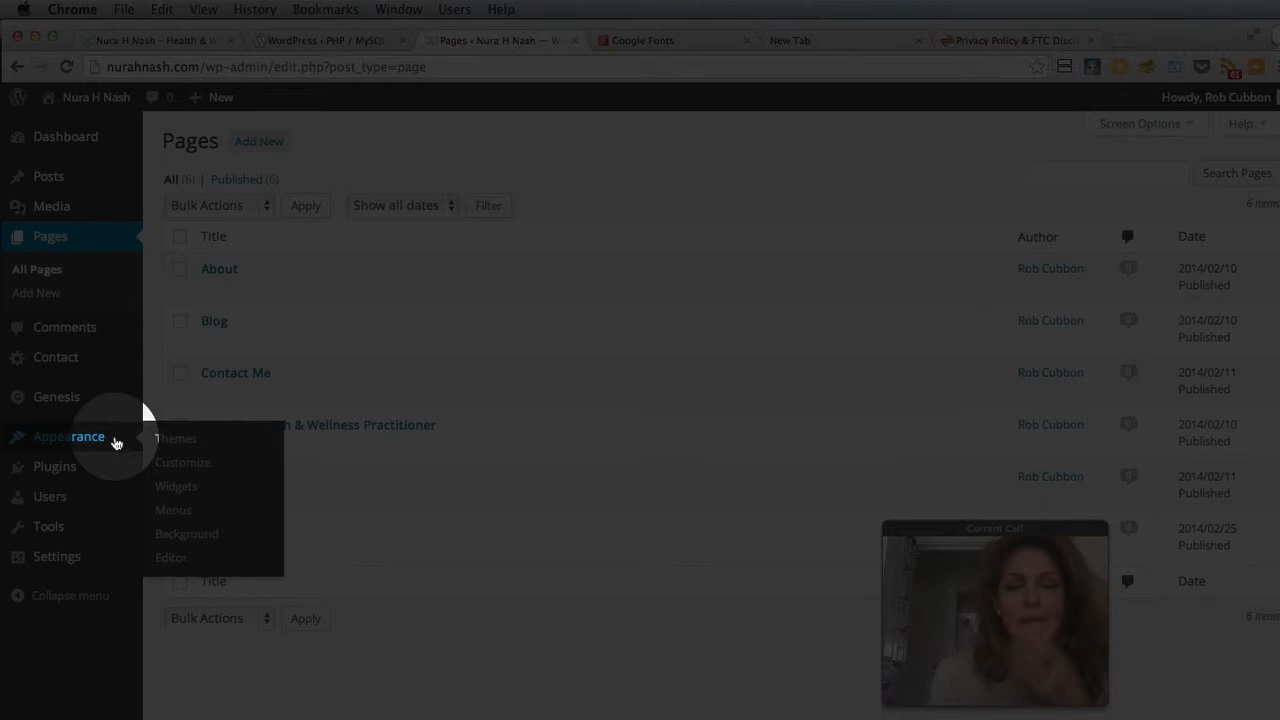 Chrome File Edit View History Bookmarks Window Users Help
Nura H Nash – Health & W
WordPress › PHP / MySQ
Pages ‹ Nura H Nash — W
Google Fonts
New Tab
Privacy Policy & FTC Discl
nurahnash.com/wp-admin/edit.php?post_type=page
91
Nura H Nash 0 + New Howdy, Rob Cubbon
Dashboard
Posts
Media
Pages
All Pages
Add New
Comments
Contact
Genesis
Appearance
Plugins
Users
Tools
Settings
Collapse menu
Themes
Customize
Widgets
Menus
Background
Editor
Screen Options Help
Pages Add New
All (6) | Published (6)
Search Pages
Bulk Actions Apply Show all dates Filter
6 items
Title Author Date
About Rob Cubbon 0 2014/02/10
Published
Blog Rob Cubbon 0 2014/02/10
Published
Contact Me Rob Cubbon 0 2014/02/11
Published
& Wellness Practitioner Rob Cubbon 0 2014/02/10
Published
Rob Cubbon 0 2014/02/11
Published
2014/02/25
Published
Title Date
Bulk Actions Apply
6 items
Current Call